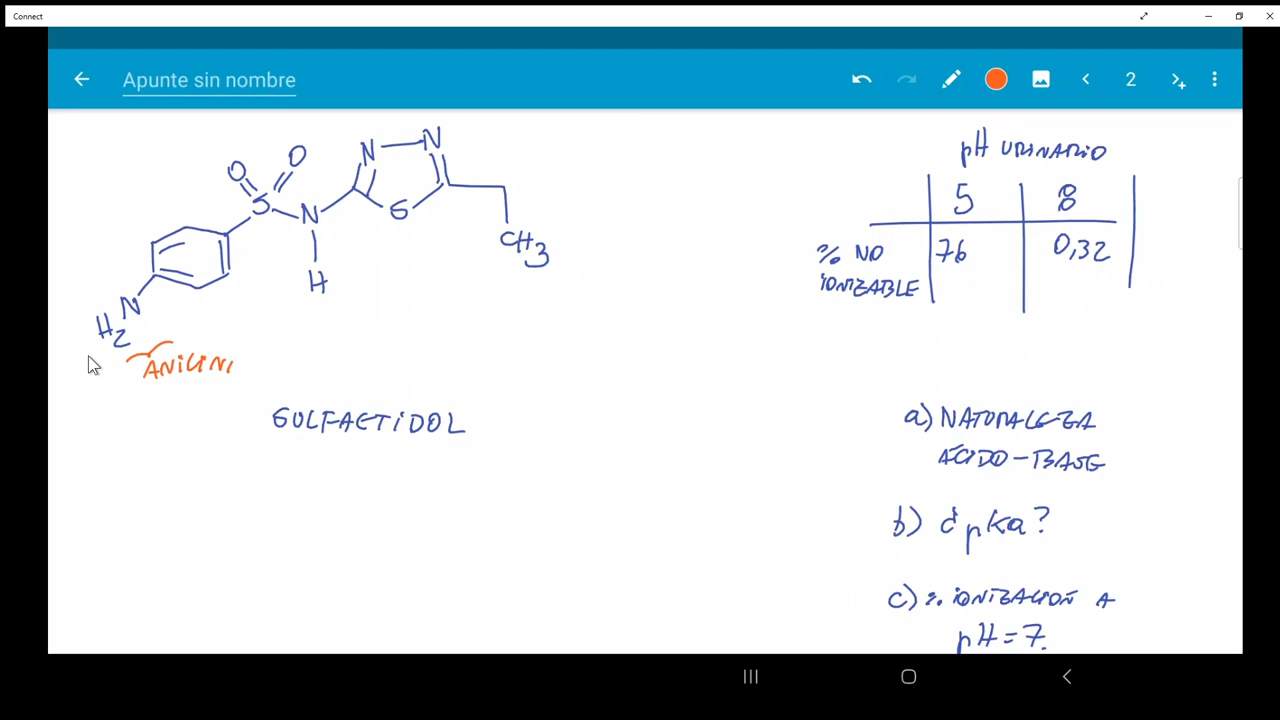 Connect
Apunte sin nombre
2
O O
N N
S N S
CH3
H
H2N
ANILINI
SULFAETIDOL
pH URINARIO
5 8
% NO 76 0,32
IONIZABLE
a) NATURALEZA
ÁCIDO-BASE
b) ¿pKa?
c) % IONIZACIÓN A
pH=7.